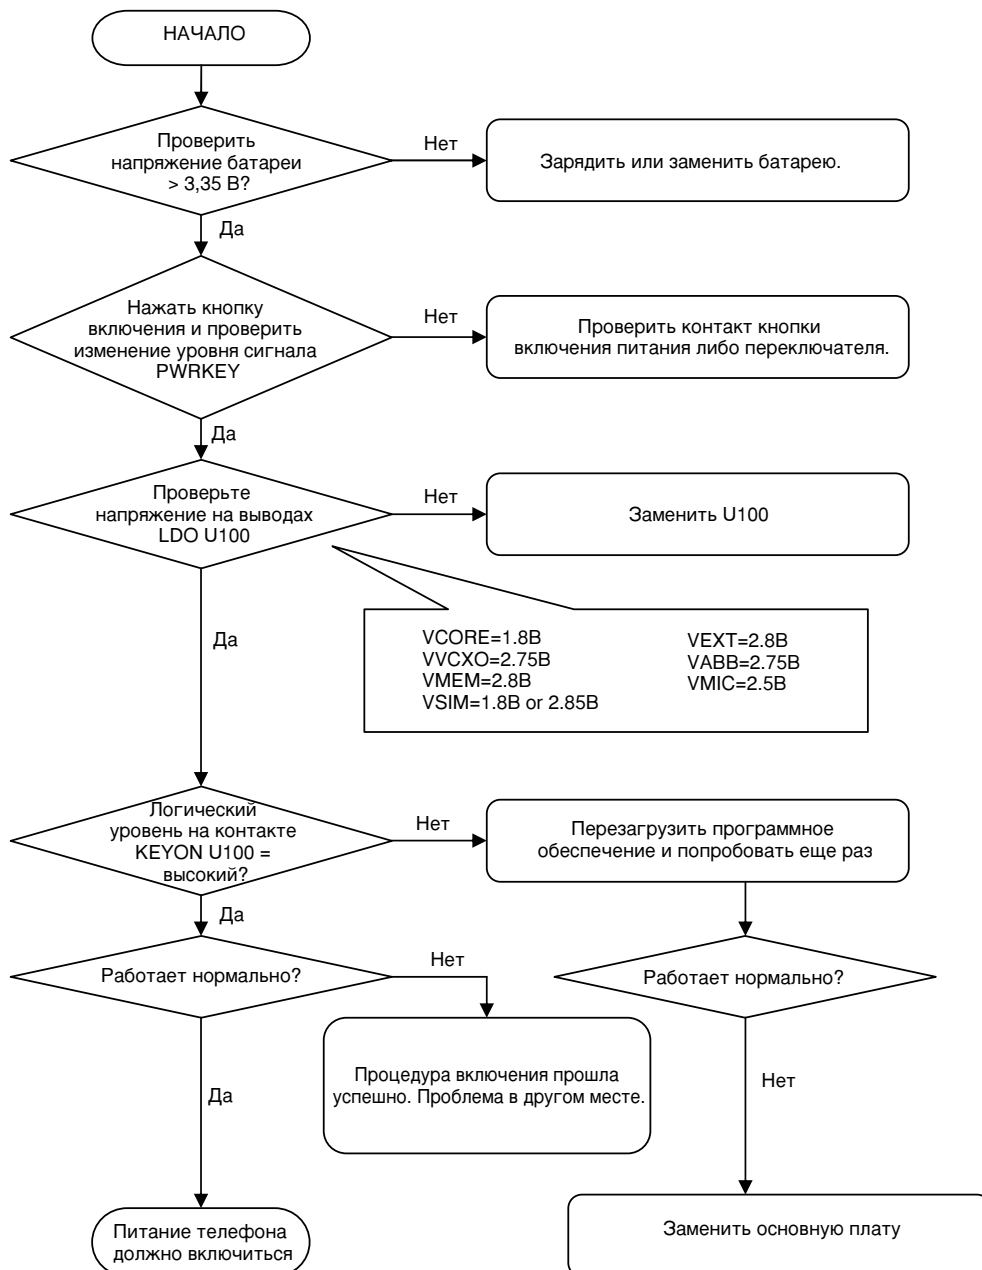 НАЧАЛО
Проверить
напряжение батареи
> 3,35 В?
Нет
Зарядить или заменить батарею.
Да
Нажать кнопку
включения и проверить
изменение уровня сигнала
PWRKEY
Нет
Проверить контакт кнопки
включения питания либо переключателя.
Да
Проверьте
напряжение на выводах
LDO U100
Нет
Заменить U100
Да
VCORE=1.8В
VVCXO=2.75В
VMEM=2.8В
VSIM=1.8В or 2.85В
VEXT=2.8В
VABB=2.75В
VMIC=2.5В
Логический
уровень на контакте
KEYON U100 =
высокий?
Нет
Перезагрузить программное
обеспечение и попробовать еще раз
Да
Работает нормально?
Нет
Работает нормально?
Процедура включения прошла
успешно. Проблема в другом месте.
Да
Нет
Питание телефона
должно включиться
Заменить основную плату